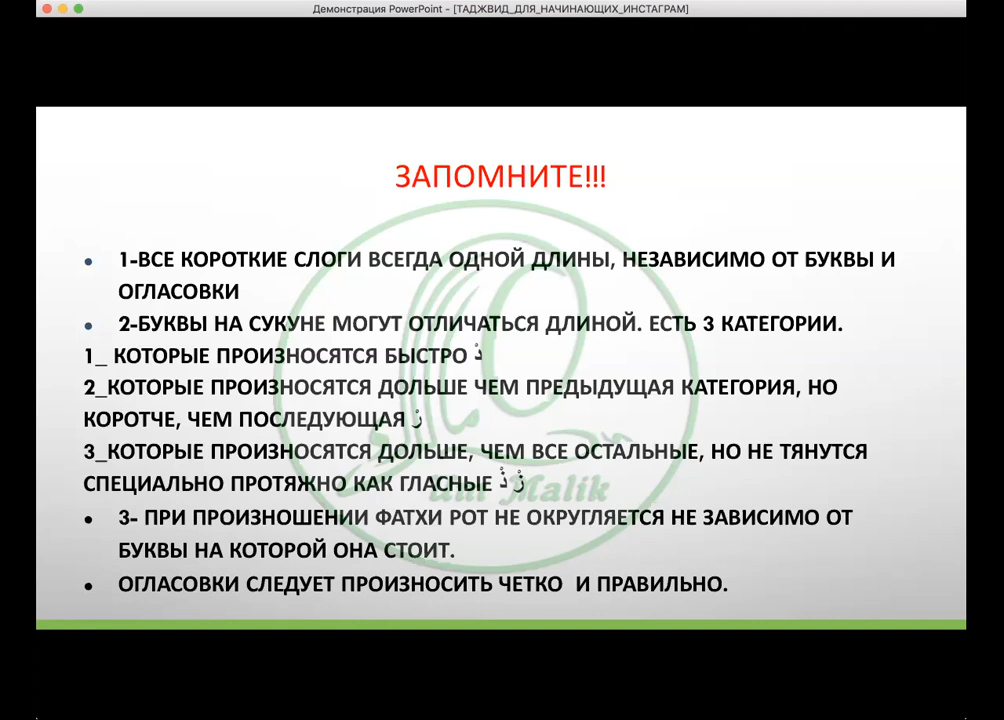 Демонстрация PowerPoint - [ТАДЖВИД_ДЛЯ_НАЧИНАЮЩИХ_ИНСТАГРАМ]
ЗАПОМНИТЕ!!!
• 1-ВСЕ КОРОТКИЕ СЛОГИ ВСЕГДА ОДНОЙ ДЛИНЫ, НЕЗАВИСИМО ОТ БУКВЫ И
ОГЛАСОВКИ
• 2-БУКВЫ НА СУКУНЕ МОГУТ ОТЛИЧАТЬСЯ ДЛИНОЙ. ЕСТЬ 3 КАТЕГОРИИ.
1_ КОТОРЫЕ ПРОИЗНОСЯТСЯ БЫСТРО دْ
2_КОТОРЫЕ ПРОИЗНОСЯТСЯ ДОЛЬШЕ ЧЕМ ПРЕДЫДУЩАЯ КАТЕГОРИЯ, НО
КОРОТЧЕ, ЧЕМ ПОСЛЕДУЮЩАЯ رْ
3_КОТОРЫЕ ПРОИЗНОСЯТСЯ ДОЛЬШЕ, ЧЕМ ВСЕ ОСТАЛЬНЫЕ, НО НЕ ТЯНУТСЯ
СПЕЦИАЛЬНО ПРОТЯЖНО КАК ГЛАСНЫЕ زْ ذْ
Um Malik
• 3- ПРИ ПРОИЗНОШЕНИИ ФАТХИ РОТ НЕ ОКРУГЛЯЕТСЯ НЕ ЗАВИСИМО ОТ
БУКВЫ НА КОТОРОЙ ОНА СТОИТ.
• ОГЛАСОВКИ СЛЕДУЕТ ПРОИЗНОСИТЬ ЧЕТКО И ПРАВИЛЬНО.